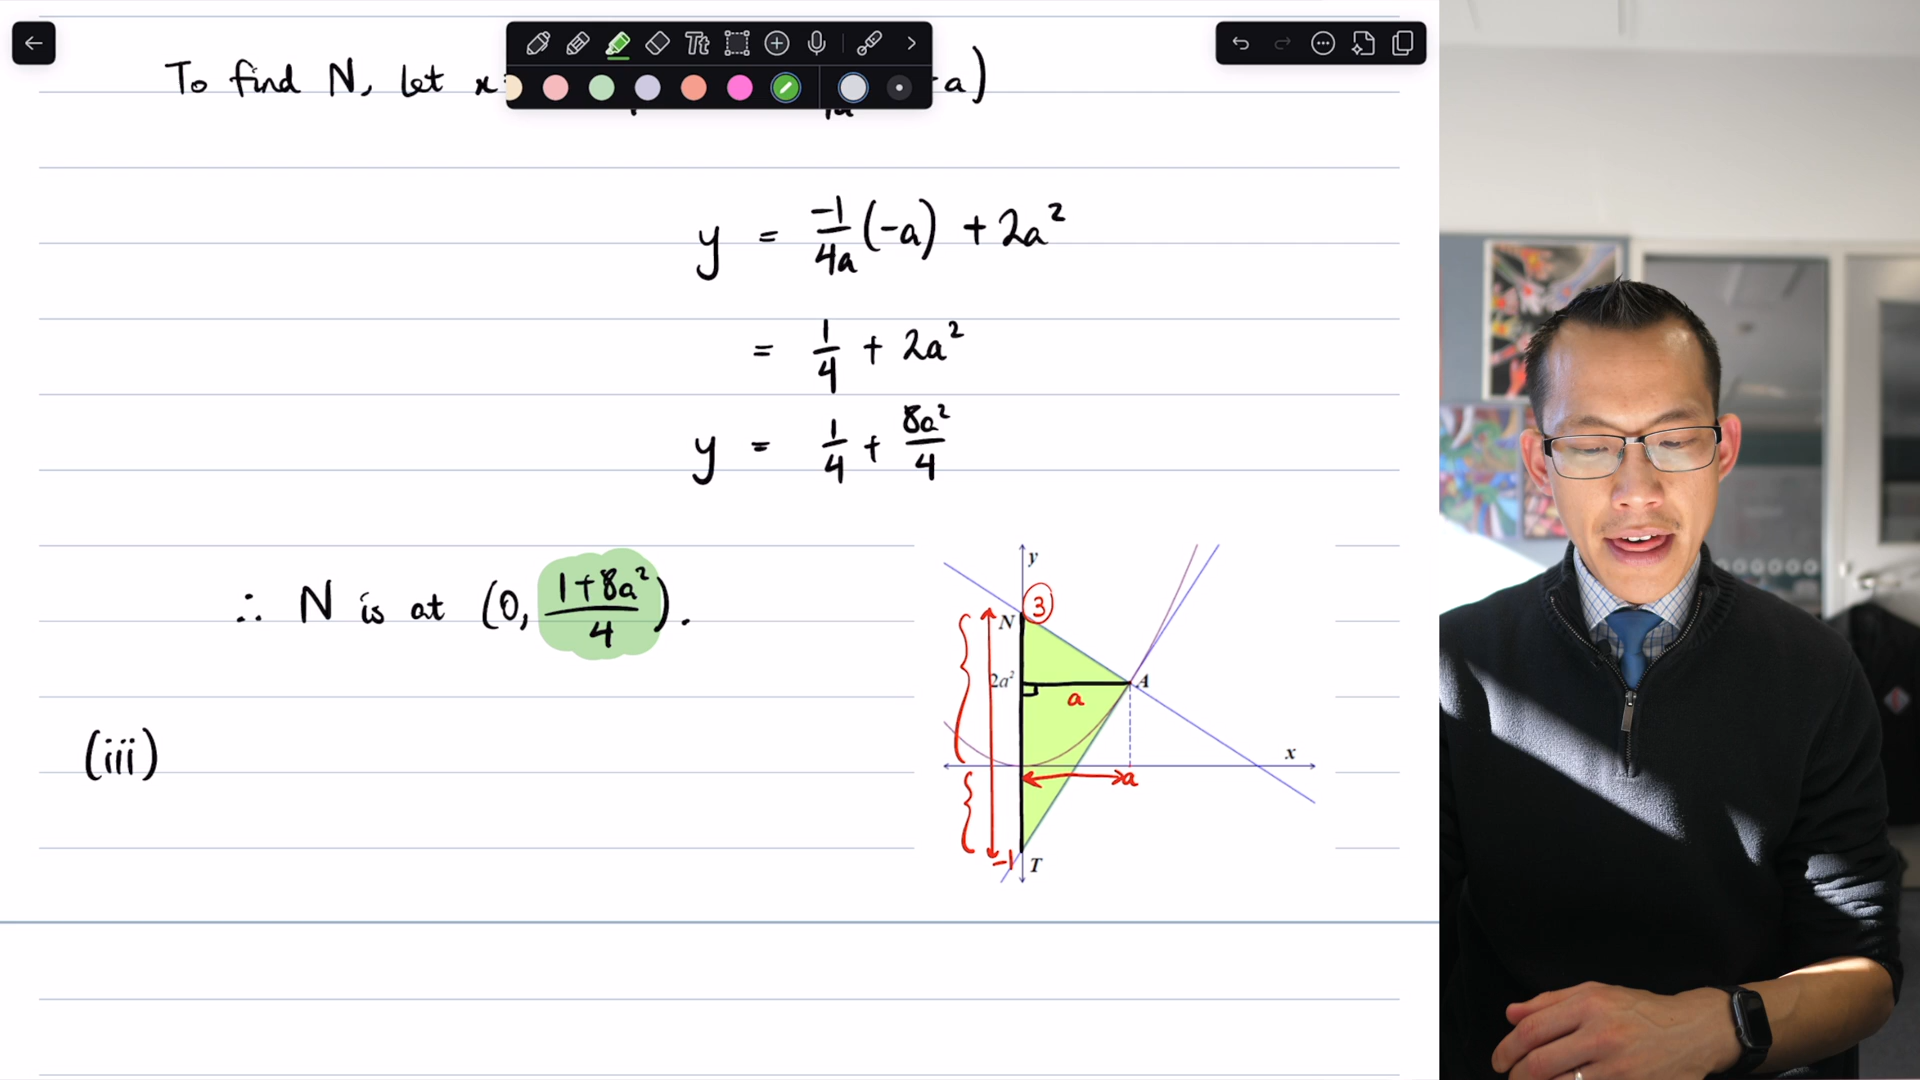 To find N, let x -a)
y = -1/4a (-a) + 2a²
= 1/4 + 2a²
y = 1/4 + 8a²/4
∴ N is at (0, 1+8a²/4).
(iii)
Tt
y
3
N
2a²
A
a
x
a
-1 T